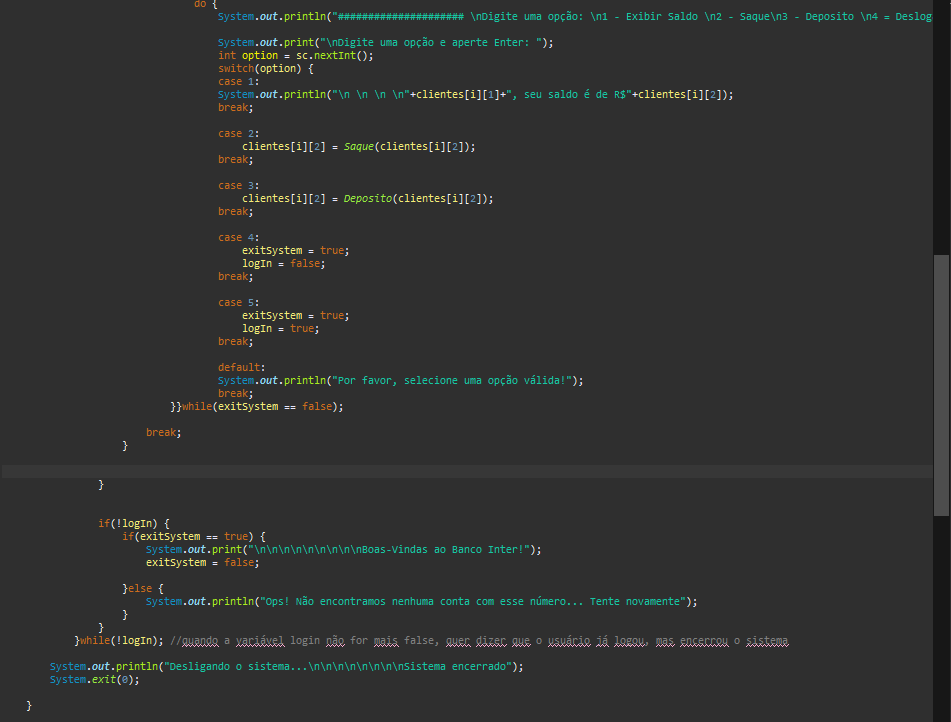 do {
System.out.println("##################### \nDigite uma opção: \n1 - Exibir Saldo \n2 - Saque\n3 - Deposito \n4 = Deslog
System.out.print("\nDigite uma opção e aperte Enter: ");
int option = sc.nextInt();
switch(option) {
case 1:
System.out.println("\n \n \n \n"+clientes[i][1]+", seu saldo é de R$"+clientes[i][2]);
break;
case 2:
clientes[i][2] = Saque(clientes[i][2]);
break;
case 3:
clientes[i][2] = Deposito(clientes[i][2]);
break;
case 4:
exitSystem = true;
logIn = false;
break;
case 5:
exitSystem = true;
logIn = true;
break;
default:
System.out.println("Por favor, selecione uma opção válida!");
break;
}}while(exitSystem == false);
break;
}
}
if(!logIn) {
if(exitSystem == true) {
System.out.print("\n\n\n\n\n\n\n\n\nBoas-Vindas ao Banco Inter!");
exitSystem = false;
}else {
System.out.println("Ops! Não encontramos nenhuma conta com esse número... Tente novamente");
}
}
}while(!logIn); //quando a variável login não for mais false, quer dizer que o usuário já logou, mas encerrou o sistema
System.out.println("Desligando o sistema...\n\n\n\n\n\n\n\nSistema encerrado");
System.exit(0);
}